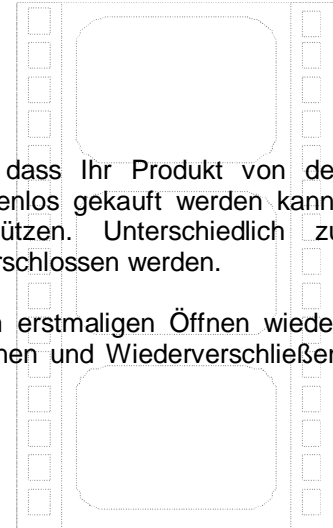 dass Ihr Produkt von de
enlos gekauft werden kann
ützen. Unterschiedlich zu
rschlossen werden.
erstmaligen Öffnen wiede
nen und Wiederverschließen